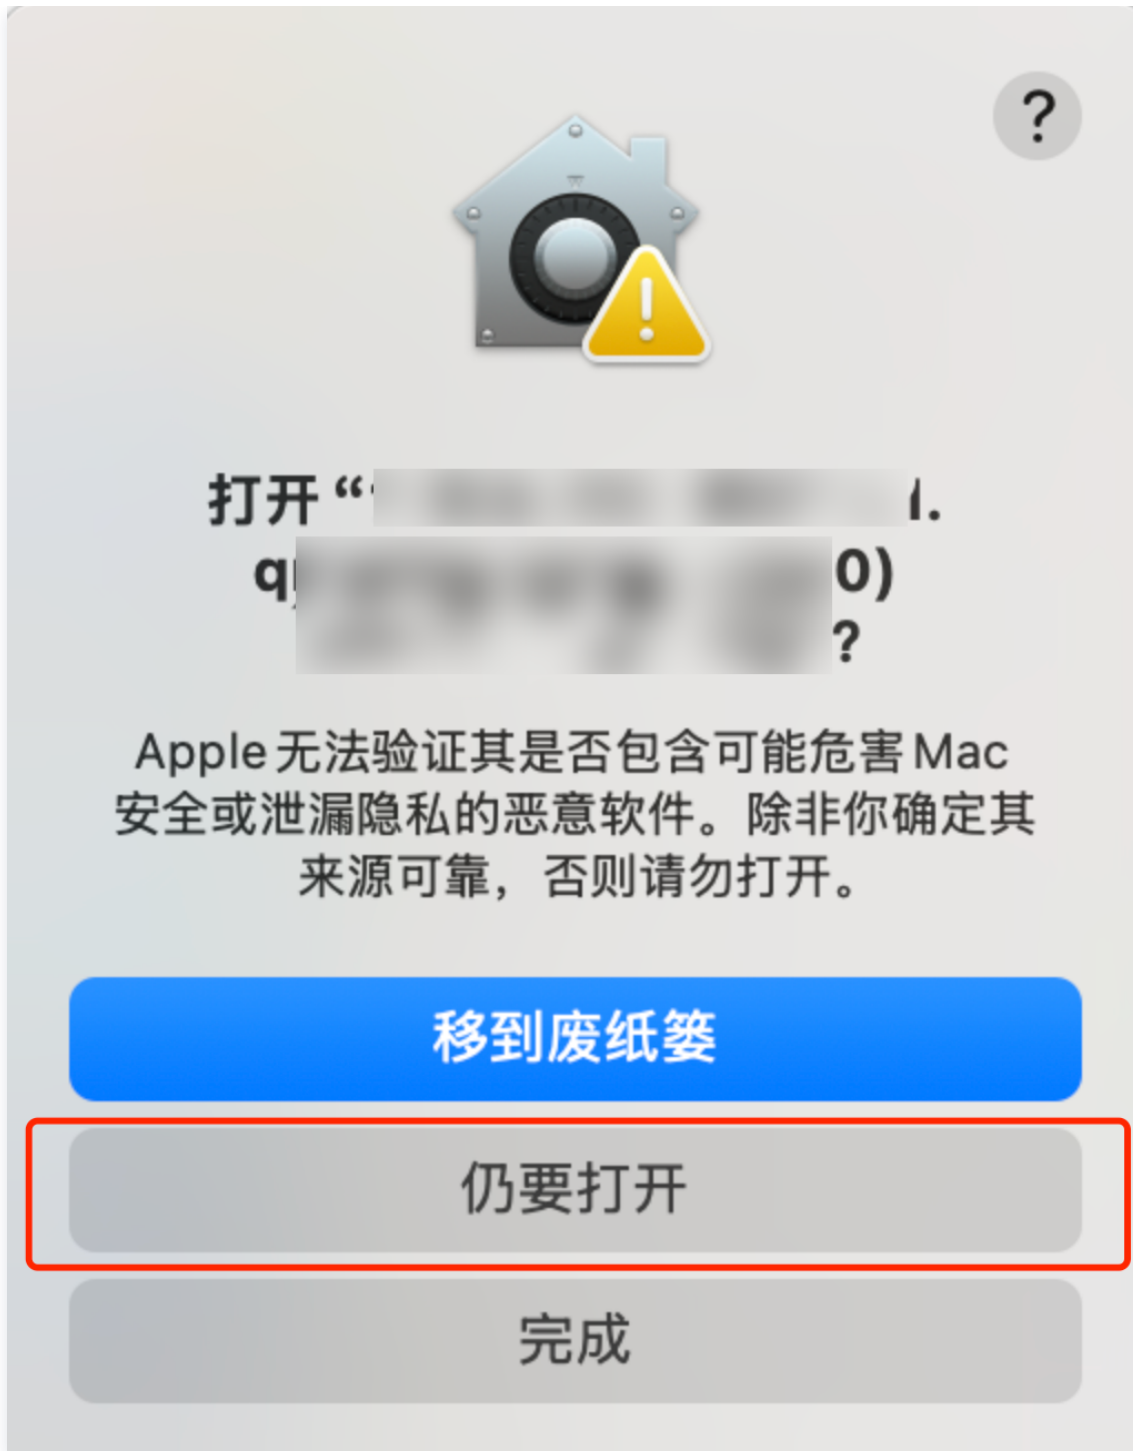 ?
打开“
.
0)
?
Apple无法验证其是否包含可能危害Mac
安全或泄漏隐私的恶意软件。除非你确定其
来源可靠，否则请勿打开。
移到废纸篓
仍要打开
完成